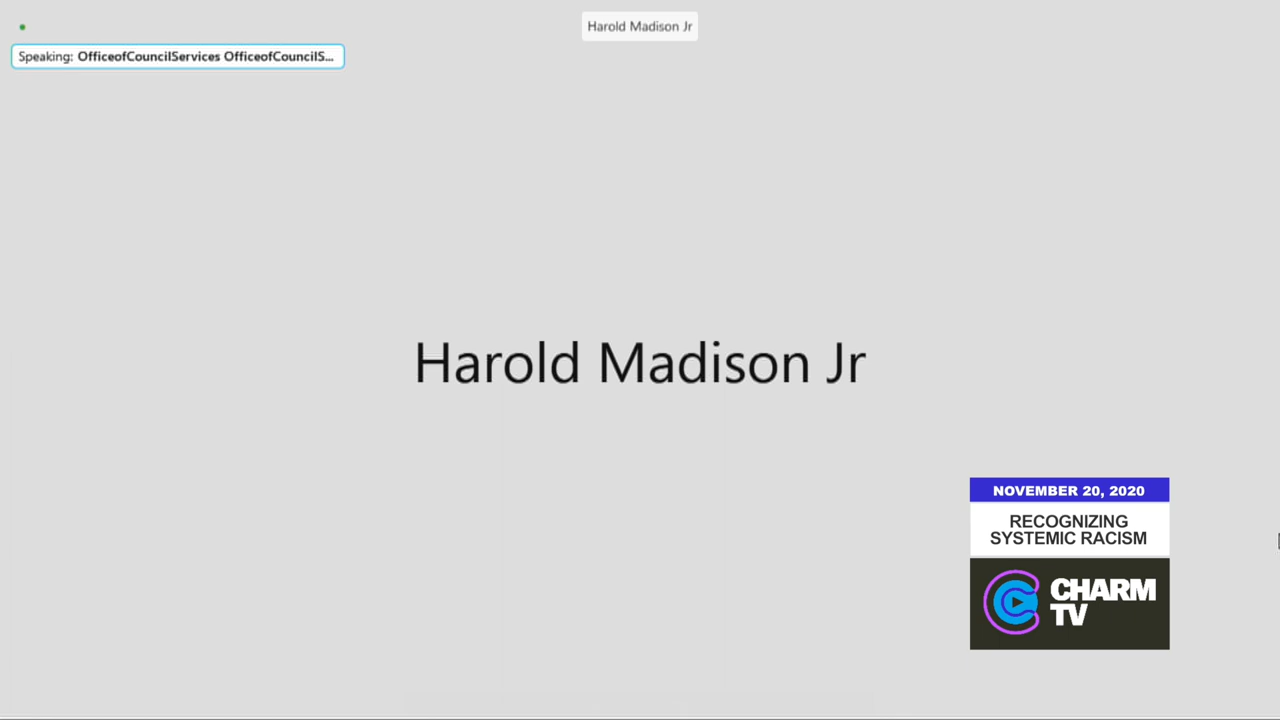 Harold Madison Jr
Speaking: OfficeofCouncilServices OfficeofCouncilS...
Harold Madison Jr
NOVEMBER 20, 2020
RECOGNIZING
SYSTEMIC RACISM
CHARM
TV